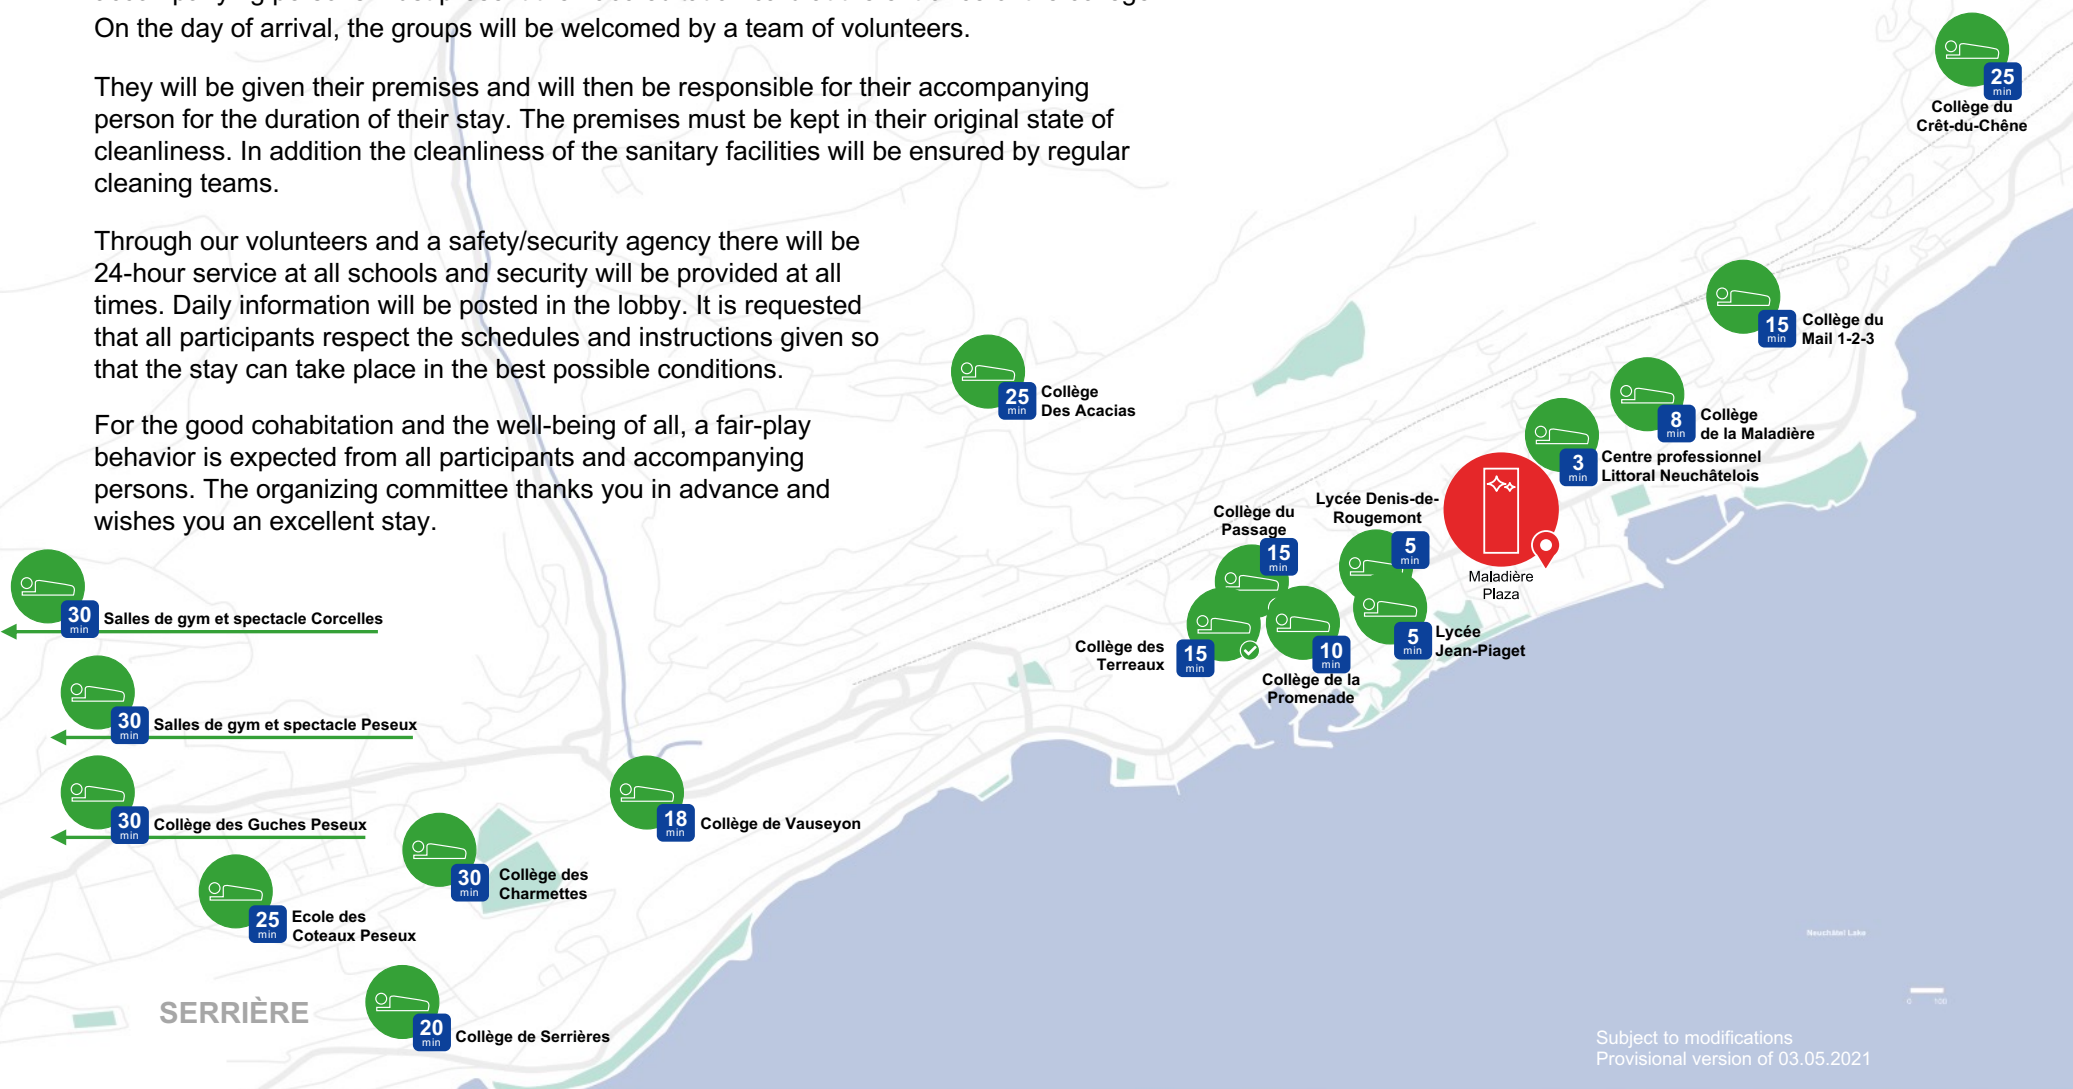 On the day of arrival, the groups will be welcomed by a team of volunteers.
They will be given their premises and will then be responsible for their accompanying
person for the duration of their stay. The premises must be kept in their original state of
cleanliness. In addition the cleanliness of the sanitary facilities will be ensured by regular
cleaning teams.
Through our volunteers and a safety/security agency there will be
24-hour service at all schools and security will be provided at all
times. Daily information will be posted in the lobby. It is requested
that all participants respect the schedules and instructions given so
that the stay can take place in the best possible conditions.
For the good cohabitation and the well-being of all, a fair-play
behavior is expected from all participants and accompanying
persons. The organizing committee thanks you in advance and
wishes you an excellent stay.
25
min
Collège du
Crêt-du-Chêne
15
min
Collège du
Mail 1-2-3
25
min
Collège
Des Acacias
8
min
Collège
de la Maladière
3
min
Centre professionnel
Littoral Neuchâtelois
Maladière
Plaza
Lycée Denis-de-
Rougemont
5
min
Collège du
Passage
15
min
5
min
Lycée
Jean-Piaget
Collège des
Terreaux
15
min
10
min
Collège de la
Promenade
30
min
Salles de gym et spectacle Corcelles
30
min
Salles de gym et spectacle Peseux
30
min
Collège des Guches Peseux
18
min
Collège de Vauseyon
30
min
Collège des
Charmettes
25
min
Ecole des
Coteaux Peseux
SERRIÈRE
20
min
Collège de Serrières
Neuchâtel Lake
0 100
Subject to modifications
Provisional version of 03.05.2021